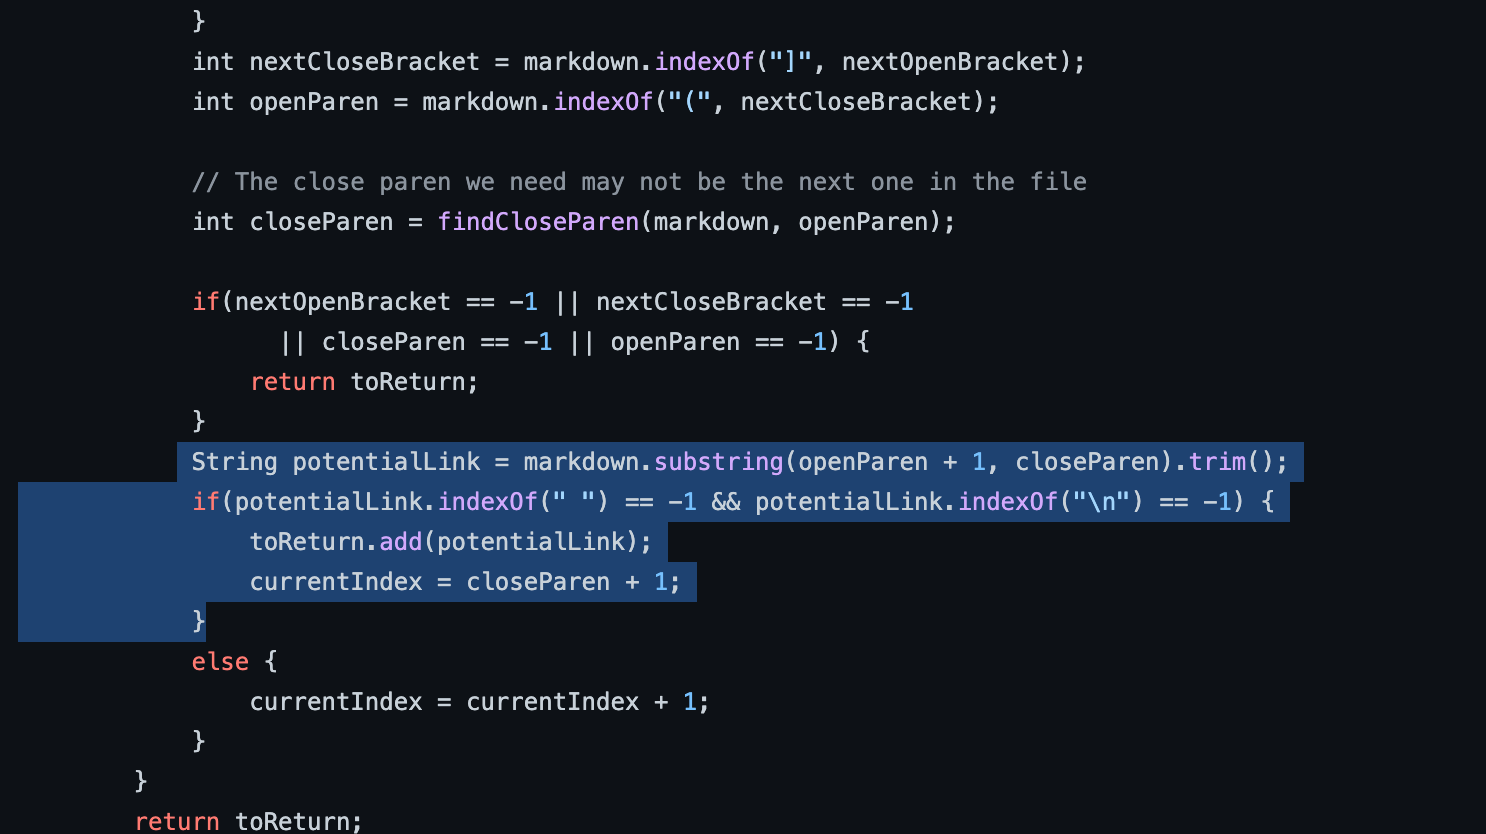 }
int nextCloseBracket = markdown.indexOf("]", nextOpenBracket);
int openParen = markdown.indexOf("(", nextCloseBracket);
// The close paren we need may not be the next one in the file
int closeParen = findCloseParen(markdown, openParen);
if(nextOpenBracket == -1 || nextCloseBracket == -1
|| closeParen == -1 || openParen == -1) {
return toReturn;
}
String potentialLink = markdown.substring(openParen + 1, closeParen).trim();
if(potentialLink.indexOf(" ") == -1 && potentialLink.indexOf("\n") == -1) {
toReturn.add(potentialLink);
currentIndex = closeParen + 1;
}
else {
currentIndex = currentIndex + 1;
}
}
return toReturn;